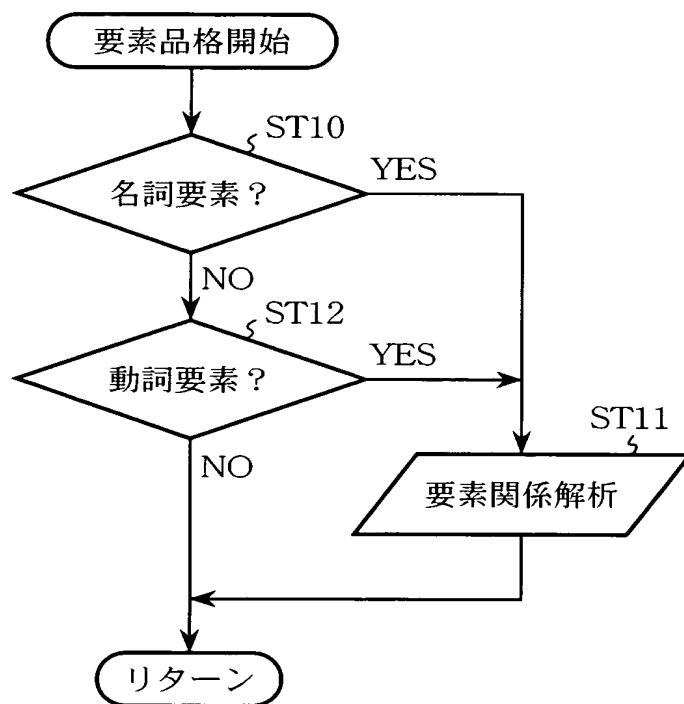 要素品格開始
ST10
名詞要素?
YES
NO
ST12
動詞要素?
YES
NO
ST11
要素関係解析
リターン